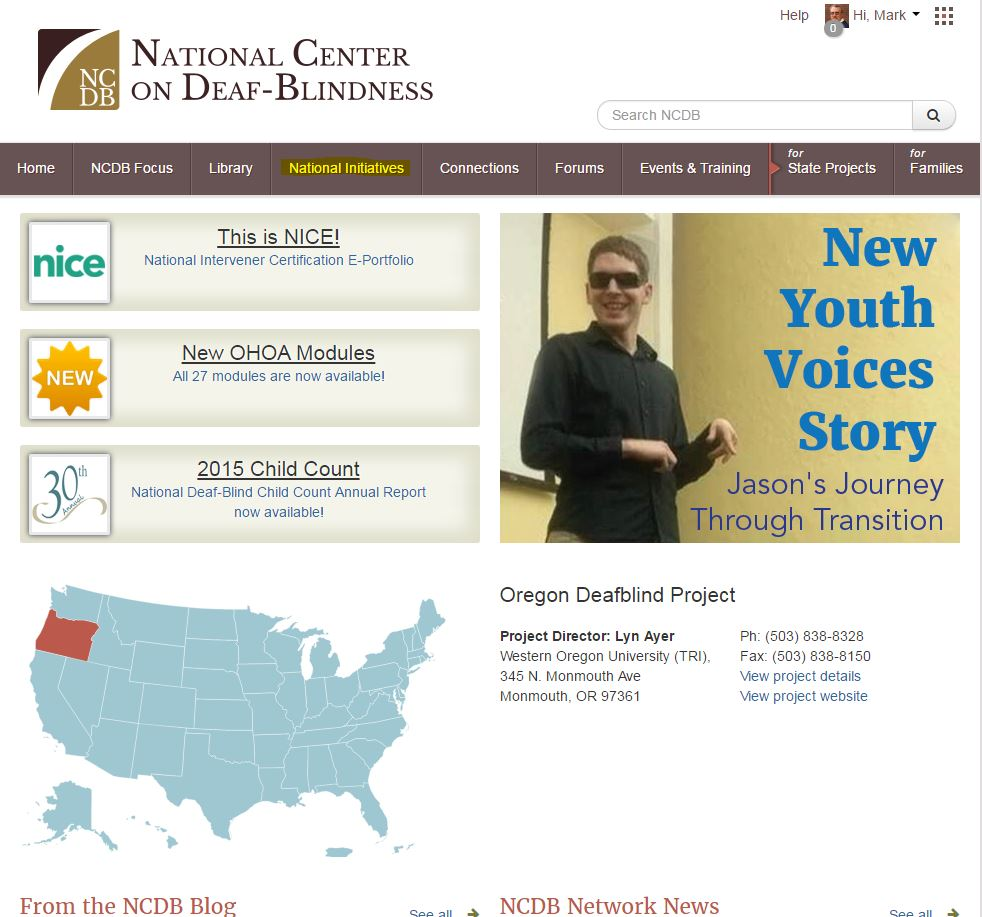 Help
Hi, Mark
0
NC
DB
NATIONAL CENTER
ON DEAF-BLINDNESS
Search NCDB
Home
NCDB Focus
Library
National Initiatives
Connections
Forums
Events & Training
for
State Projects
for
Families
nice
This is NICE!
National Intervener Certification E-Portfolio
NEW
New OHOA Modules
All 27 modules are now available!
30th
Annual
2015 Child Count
National Deaf-Blind Child Count Annual Report
now available!
New
Youth
Voices
Story
Jason's Journey
Through Transition
Oregon Deafblind Project
Project Director: Lyn Ayer
Western Oregon University (TRI),
345 N. Monmouth Ave
Monmouth, OR 97361
Ph: (503) 838-8328
Fax: (503) 838-8150
View project details
View project website
From the NCDB Blog
See all
NCDB Network News
See all